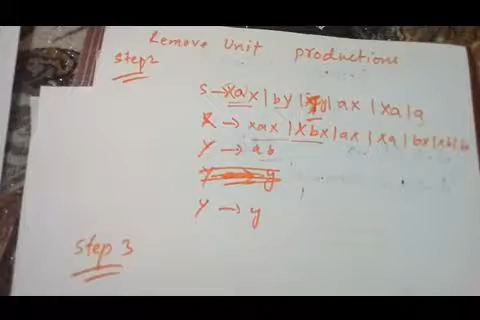 Remove Unit productions
Step2
S → XaX | bY | aX | Xa | a
X → XaX | XbX | aX | Xa | bX | Xb | b
Y → ab
Y → y
Y → y
Step 3